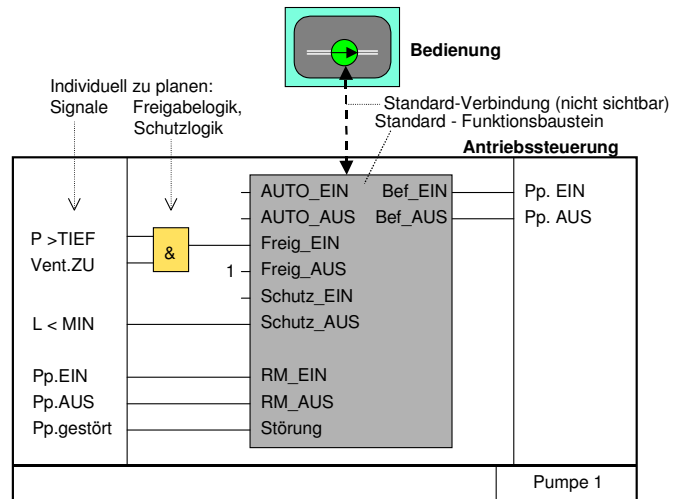 Bedienung
Individuell zu planen:
Signale Freigabelogik,
Schutzlogik
Standard-Verbindung (nicht sichtbar)
Standard - Funktionsbaustein
Antriebssteuerung
AUTO_EIN Bef_EIN Pp. EIN
AUTO_AUS Bef_AUS Pp. AUS
P >TIEF
Freig_EIN
&
Vent.ZU
1 Freig_AUS
Schutz_EIN
L < MIN Schutz_AUS
Pp.EIN RM_EIN
Pp.AUS RM_AUS
Pp.gestört Störung
Pumpe 1